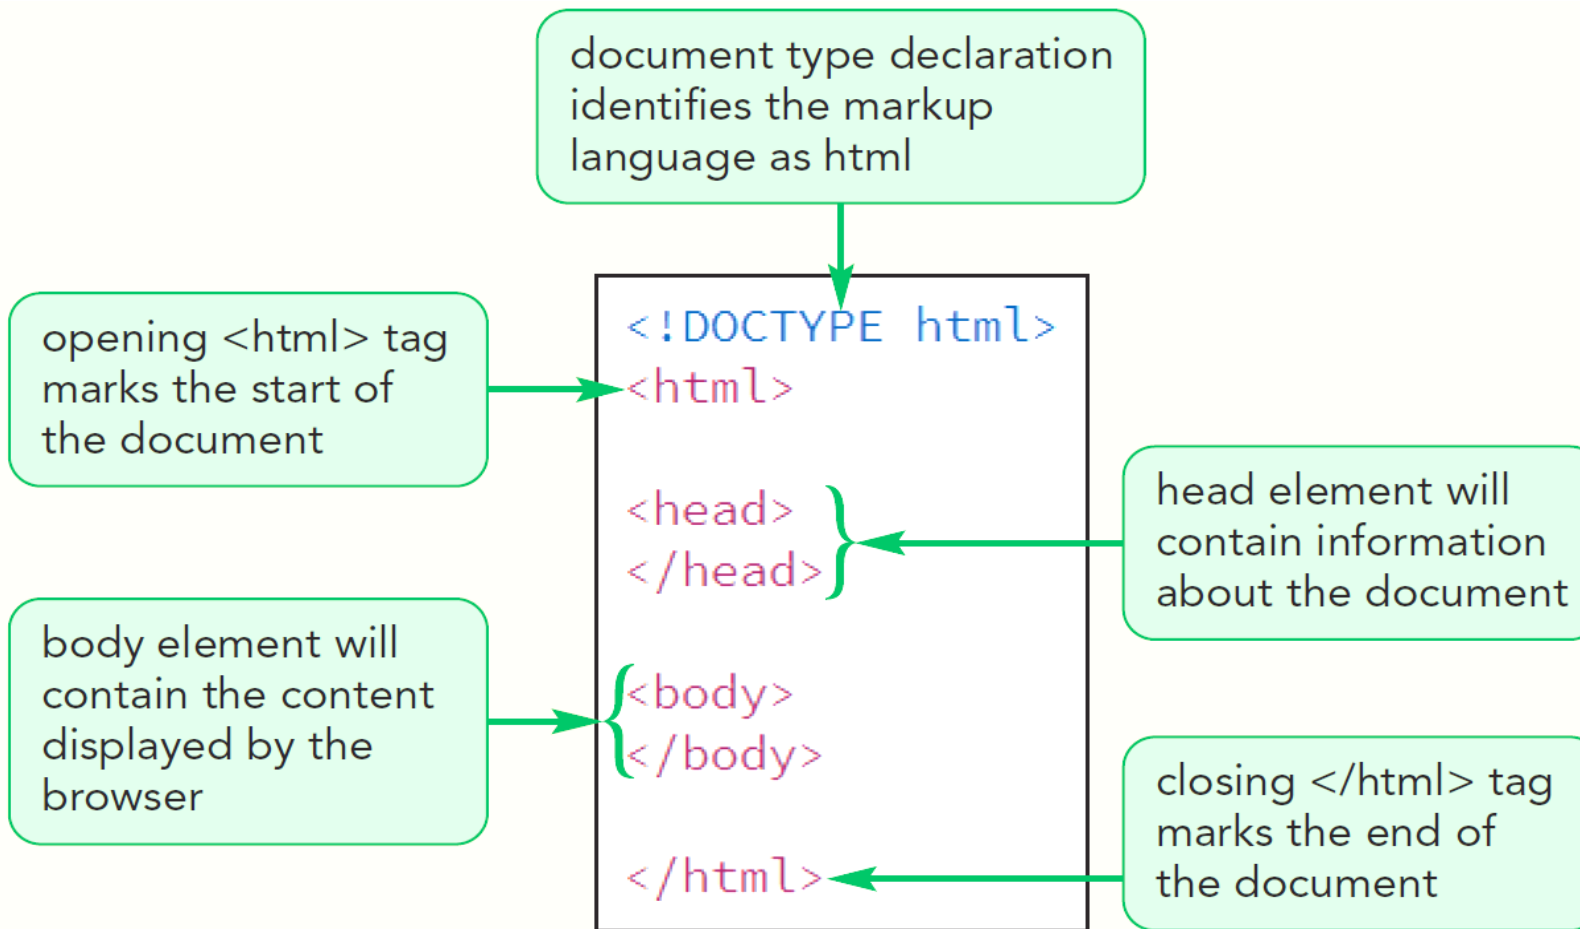 document type declaration
identifies the markup
language as html
opening <html> tag
marks the start of
the document
<!DOCTYPE html>
<html>
<head>
</head>
head element will
contain information
about the document
body element will
contain the content
displayed by the
browser
<body>
</body>
closing </html> tag
marks the end of
the document
</html>